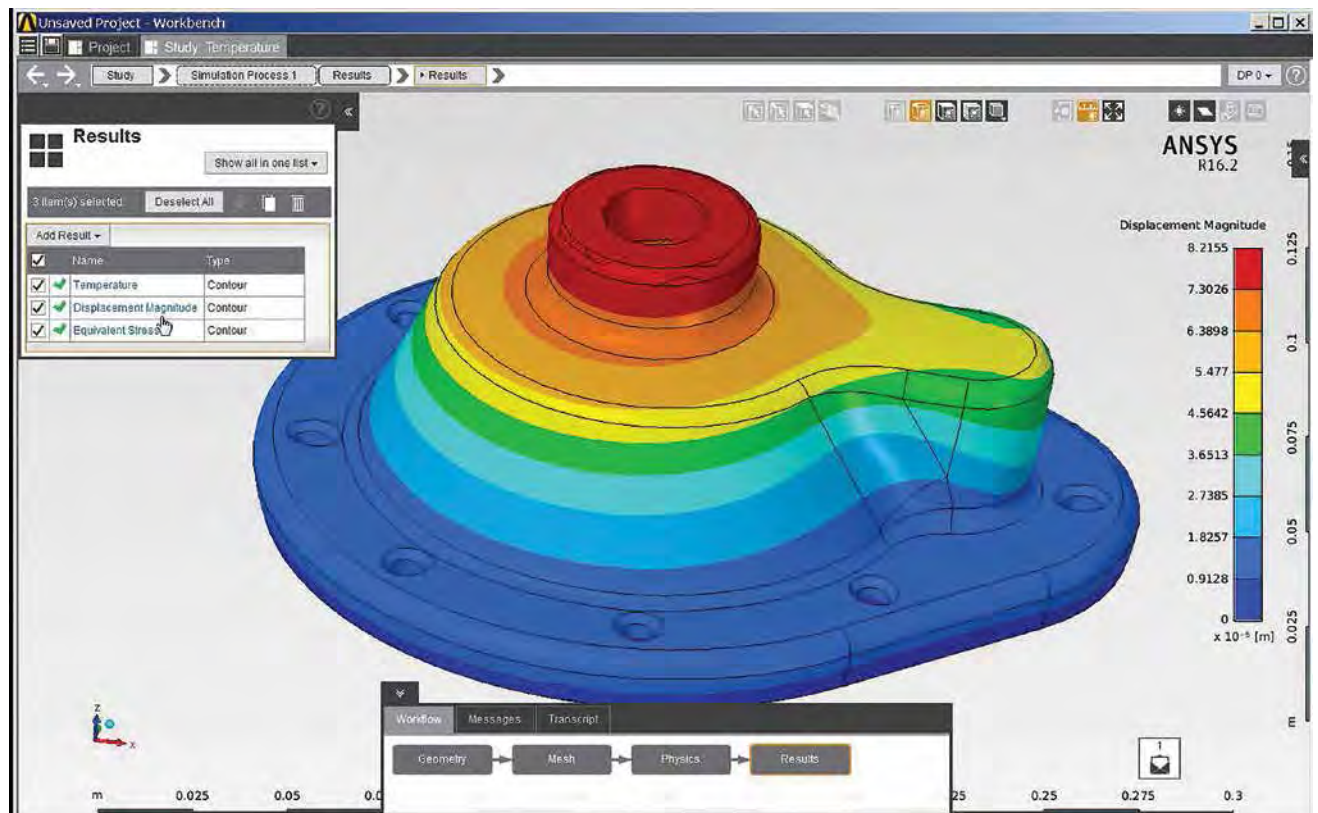 Unsaved Project - Workbench
Project
Study Temperature
Study
Simulation Process 1
Results
Results
DP 0
Results
Show all in one list
3 item(s) selected
Deselect All
Add Result
Name Type
Temperature Contour
Displacement Magnitude Contour
Equivalent Stress Contour
ANSYS
R16.2
Displacement Magnitude
8.2155
7.3026
6.3898
5.477
4.5642
3.6513
2.7385
1.8257
0.9128
0
0.125
0.1
0.075
0.05
0.025
m
z
x
Workflow Messages Transcript
Geometry Mesh Physics Results
1
m 0.025 0.05 0.25 0.275 0.3